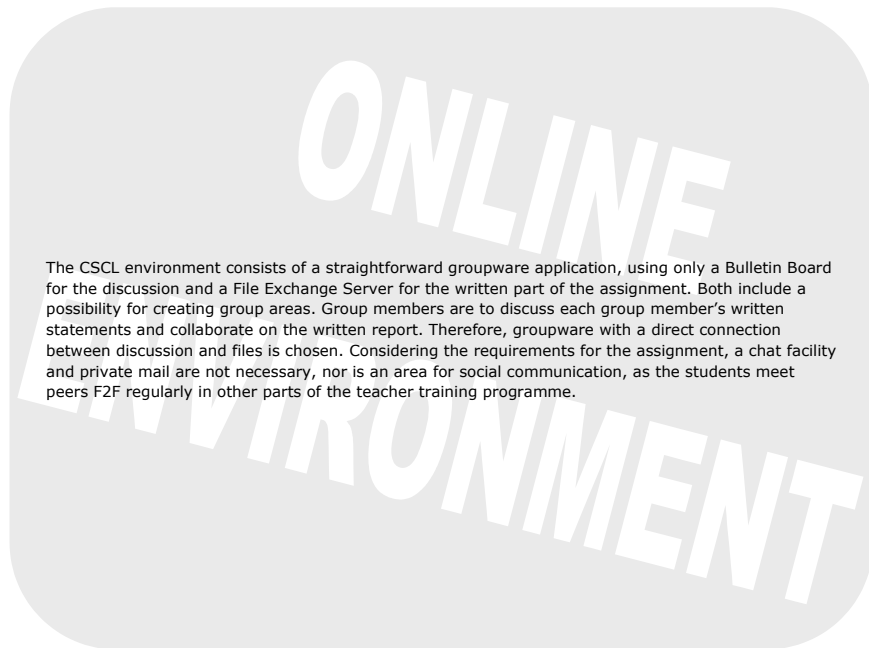 ONLINE
ENVIRONMENT
The CSCL environment consists of a straightforward groupware application, using only a Bulletin Board
for the discussion and a File Exchange Server for the written part of the assignment. Both include a
possibility for creating group areas. Group members are to discuss each group member’s written
statements and collaborate on the written report. Therefore, groupware with a direct connection
between discussion and files is chosen. Considering the requirements for the assignment, a chat facility
and private mail are not necessary, nor is an area for social communication, as the students meet
peers F2F regularly in other parts of the teacher training programme.